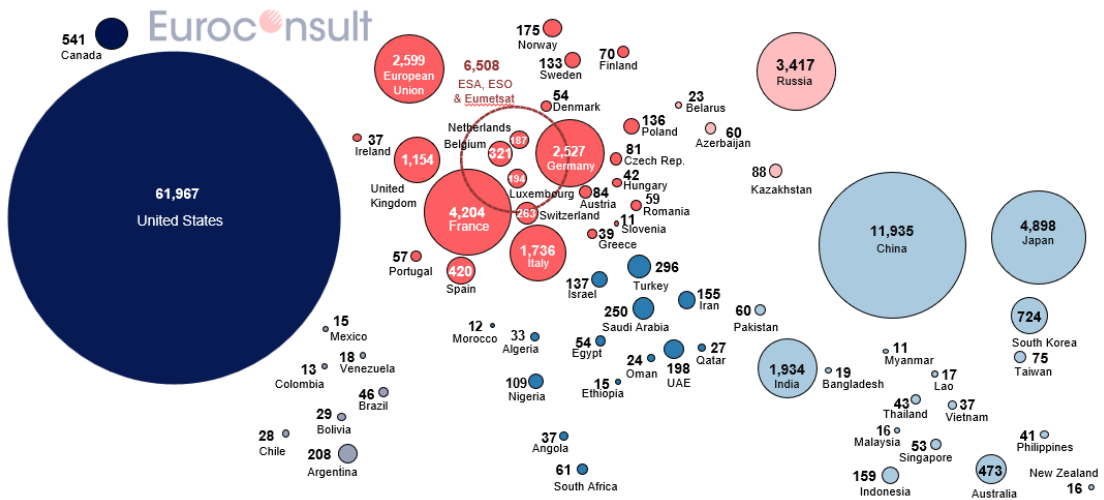 Euroconsult
541
Canada
61,967
United States
2,599
European
Union
6,508
ESA, ESO
& Eumetsat
175
Norway
133
Sweden
70
Finland
54
Denmark
3,417
Russia
23
Belarus
60
Azerbaijan
136
Poland
88
Kazakhstan
37
Ireland
1,154
United
Kingdom
Netherlands
187
Belgium
321
194
Luxembourg
2,527
Germany
81
Czech Rep.
42
Hungary
84
Austria
59
Romania
11
Slovenia
39
Greece
4,204
France
263
Switzerland
1,736
Italy
57
Portugal
420
Spain
11,935
China
4,898
Japan
724
South Korea
75
Taiwan
137
Israel
296
Turkey
250
Saudi Arabia
155
Iran
60
Pakistan
12
Morocco
33
Algeria
54
Egypt
24
Oman
198
UAE
27
Qatar
109
Nigeria
15
Ethiopia
37
Angola
61
South Africa
15
Mexico
13
Colombia
18
Venezuela
46
Brazil
29
Bolivia
28
Chile
208
Argentina
1,934
India
19
Bangladesh
11
Myanmar
17
Lao
43
Thailand
37
Vietnam
16
Malaysia
53
Singapore
41
Philippines
159
Indonesia
473
Australia
New Zealand
16